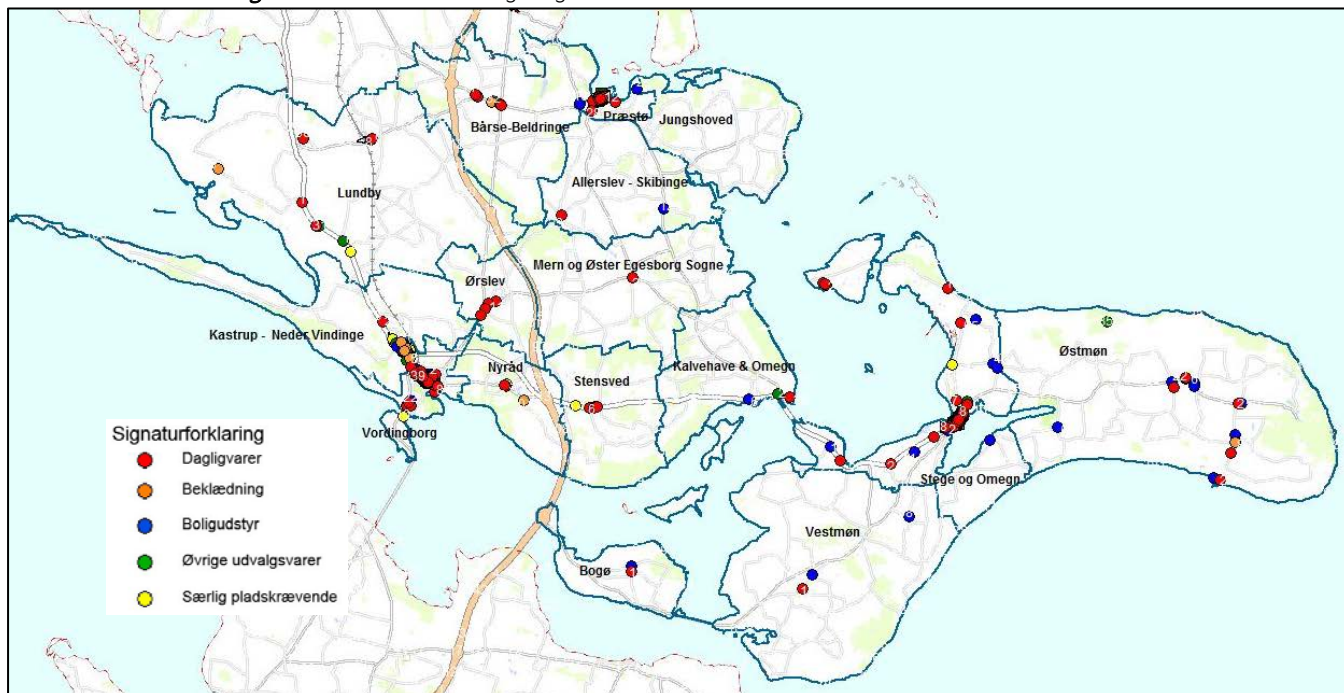 Bårse-Beldringe
Præstø
Jungshoved
Allerslev - Skibinge
Lundby
Mern og Øster Egesborg Sogne
Ørslev
Kastrup - Neder Vindinge
Nyråd
Stensved
Kalvehave & Omegn
Østmøn
Vordingborg
Stege og Omegn
Vestmøn
Bogø
Signaturforklaring
Dagligvarer
Beklædning
Boligudstyr
Øvrige udvalgsvarer
Særlig pladskrævende